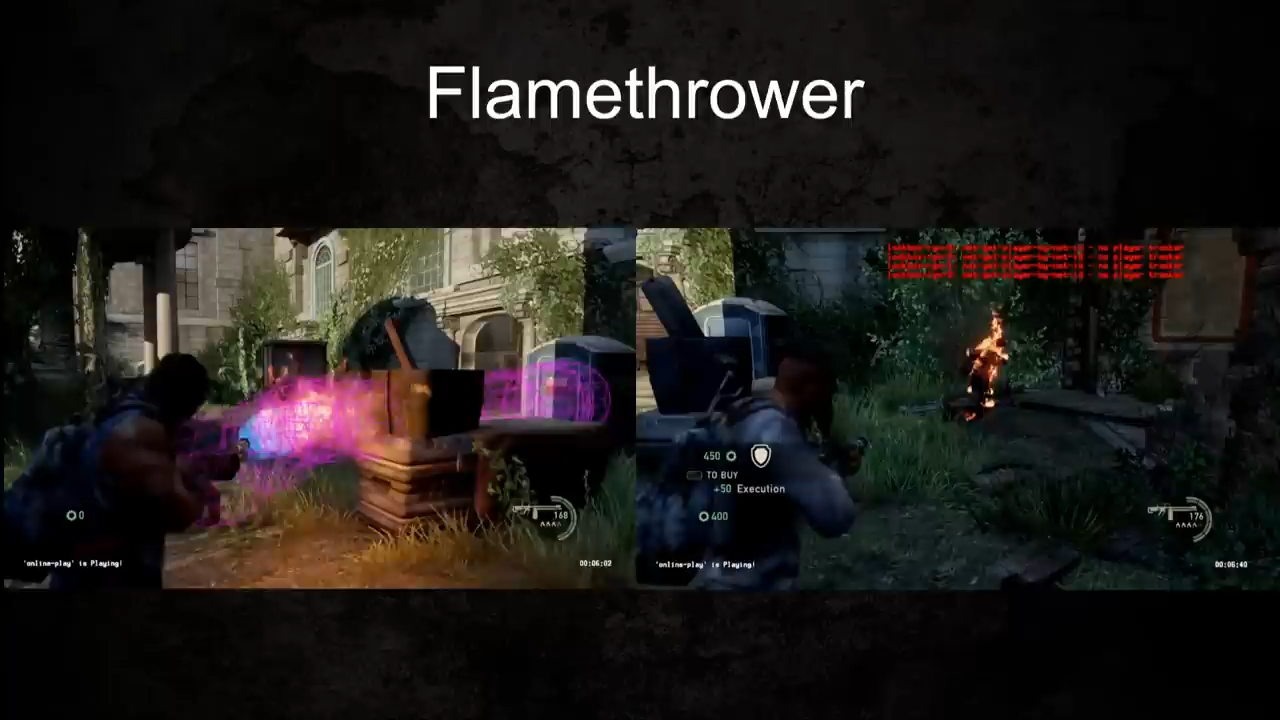 Flamethrower
450
TO BUY
+50 Execution
0
168
400
176
'online-play' is Playing!
00:06:02
'online-play' is Playing!
00:06:40